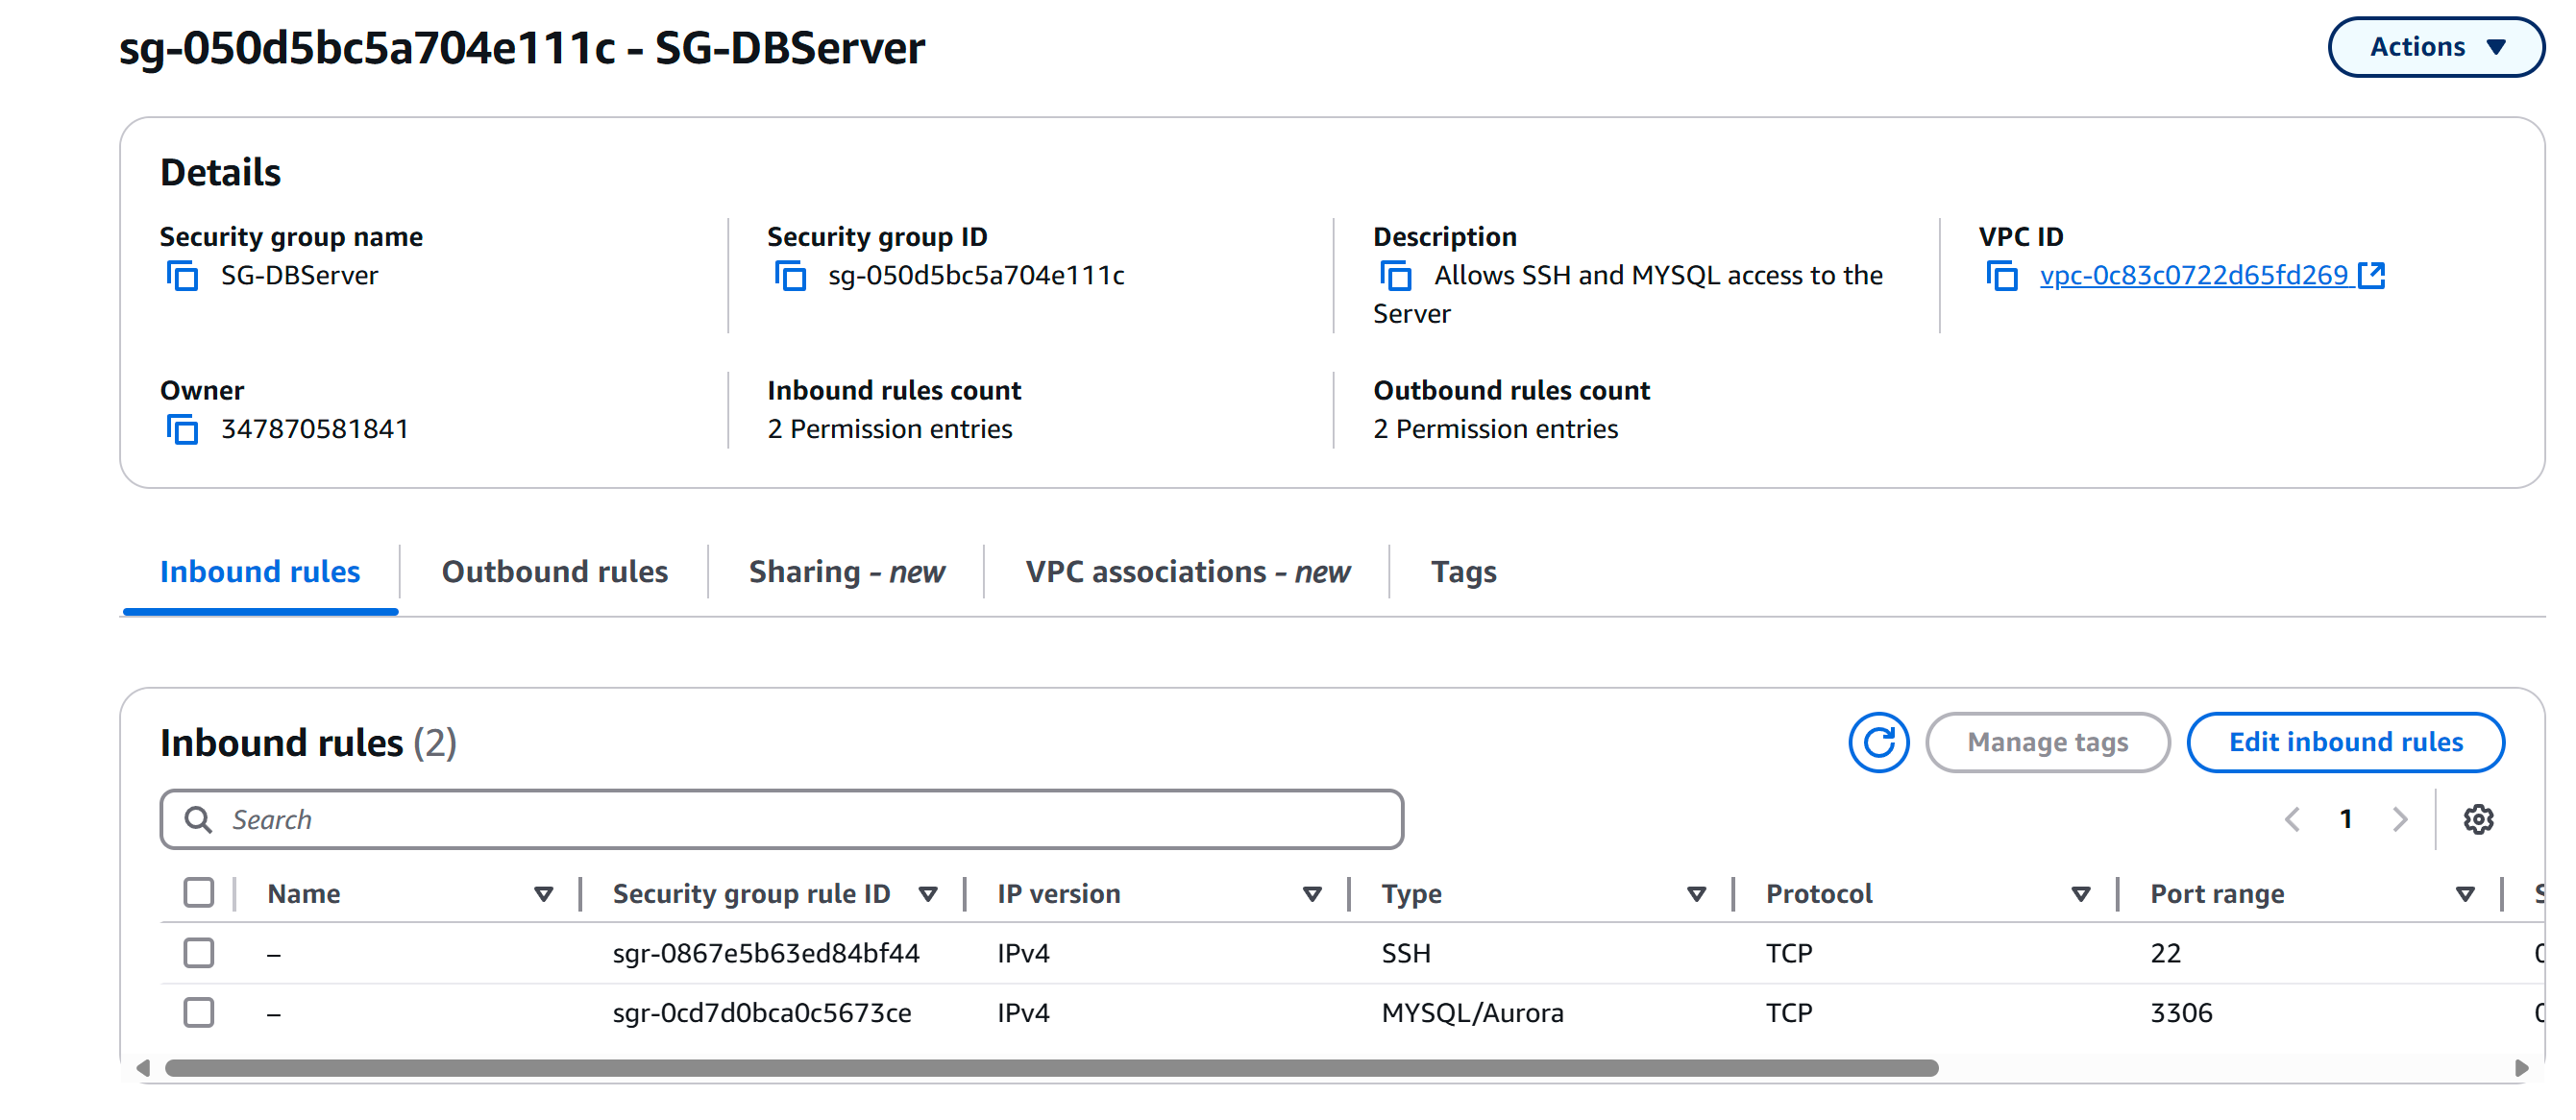 sg-050d5bc5a704e111c - SG-DBServer
Actions
Details
Security group name
SG-DBServer
Security group ID
sg-050d5bc5a704e111c
Description
Allows SSH and MYSQL access to the
Server
VPC ID
vpc-0c83c0722d65fd269
Owner
347870581841
Inbound rules count
2 Permission entries
Outbound rules count
2 Permission entries
Inbound rules Outbound rules Sharing - new VPC associations - new Tags
Inbound rules (2)
Manage tags Edit inbound rules
Search
1
Name Security group rule ID IP version Type Protocol Port range
– sgr-0867e5b63ed84bf44 IPv4 SSH TCP 22
– sgr-0cd7d0bca0c5673ce IPv4 MYSQL/Aurora TCP 3306